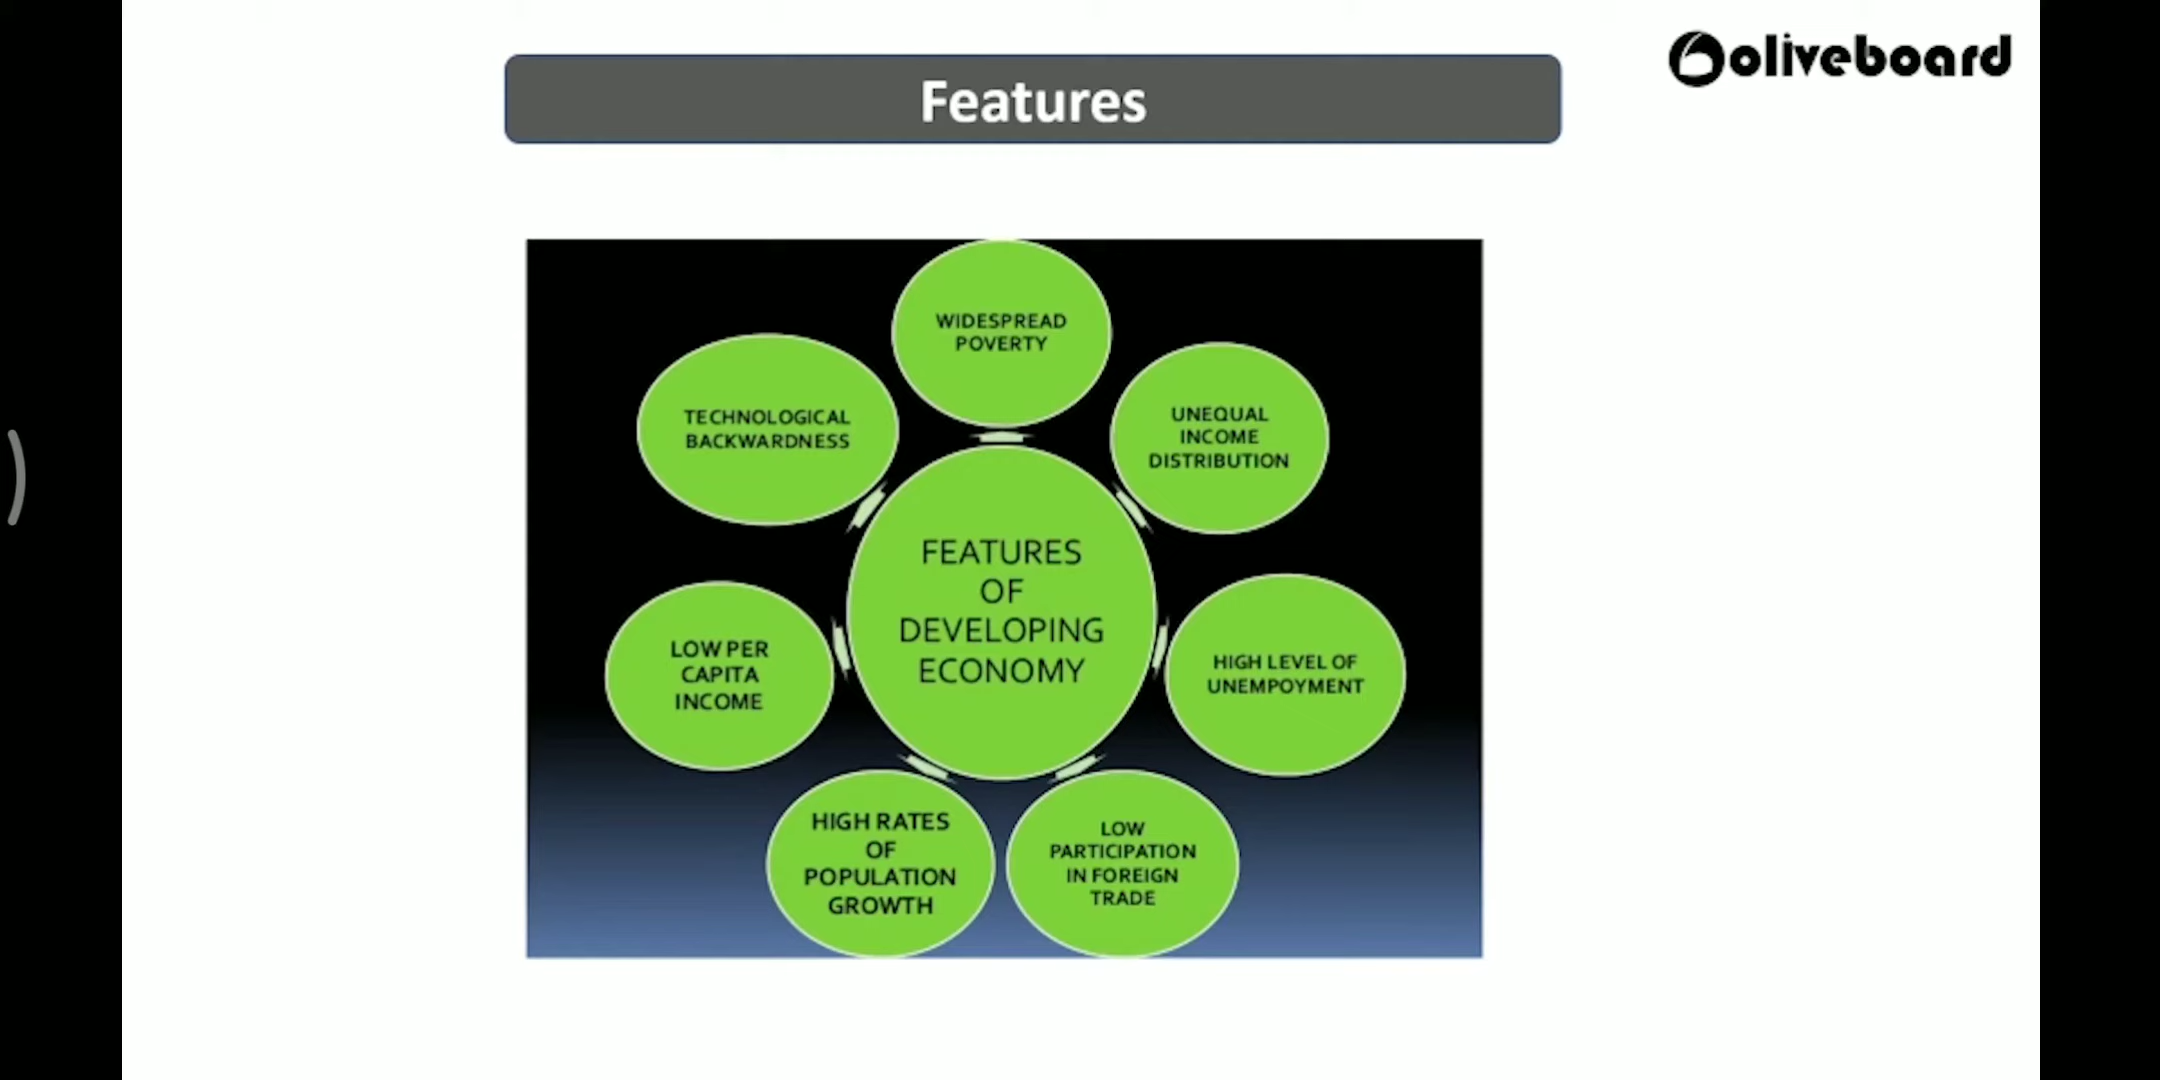 oliveboard
Features
WIDESPREAD
POVERTY
TECHNOLOGICAL
BACKWARDNESS
UNEQUAL
INCOME
DISTRIBUTION
FEATURES
OF
DEVELOPING
ECONOMY
LOW PER
CAPITA
INCOME
HIGH LEVEL OF
UNEMPOYMENT
HIGH RATES
OF
POPULATION
GROWTH
LOW
PARTICIPATION
IN FOREIGN
TRADE